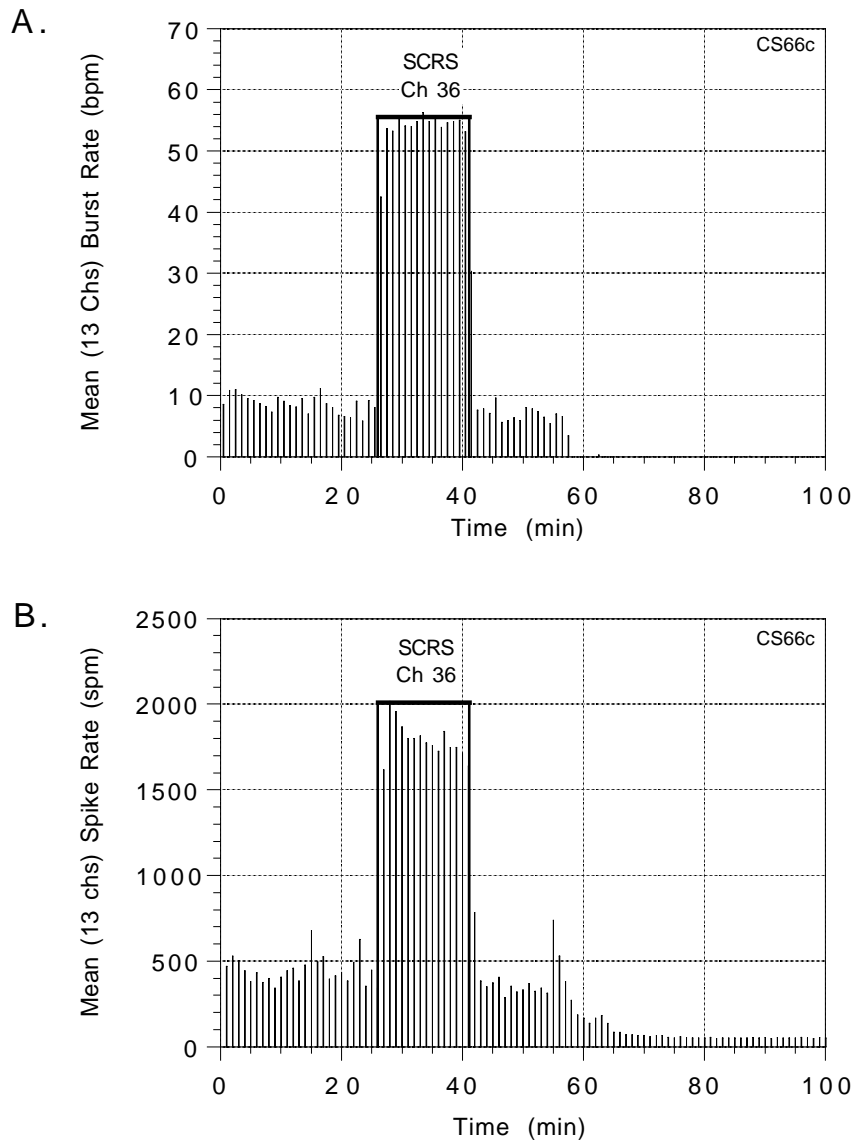 A.
CS66c
SCRS
Ch 36
Mean (13 Chs) Burst Rate (bpm)
70
60
50
40
30
20
10
0
0 20 40 60 80 100
Time (min)
B.
CS66c
SCRS
Ch 36
Mean (13 chs) Spike Rate (spm)
2500
2000
1500
1000
500
0
0 20 40 60 80 100
Time (min)